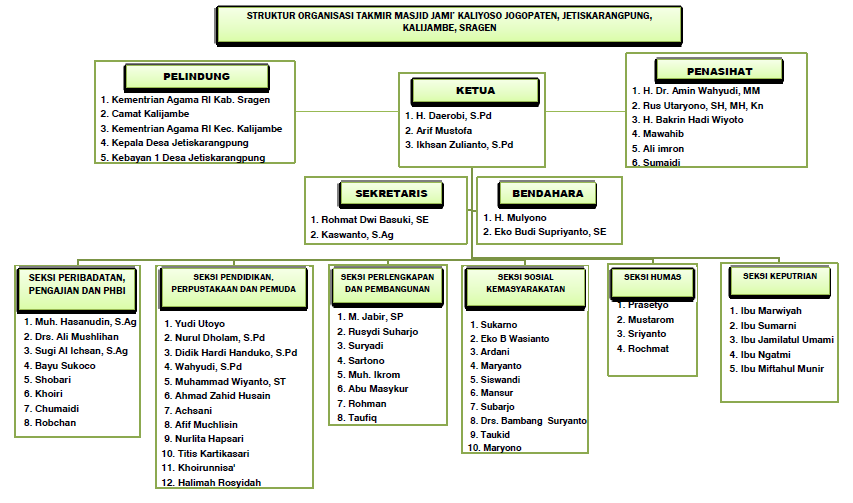 STRUKTUR ORGANISASI TAKMIR MASJID JAMI' KALIYOSO JOGOPATEN, JETISKARANGPUNG,
KALIJAMBE, SRAGEN
PELINDUNG
1. Kementrian Agama RI Kab. Sragen
2. Camat Kalijambe
3. Kementrian Agama RI Kec. Kalijambe
4. Kepala Desa Jetiskarangpung
5. Kebayan 1 Desa Jetiskarangpung
KETUA
1. H. Daerobi, S.Pd
2. Arif Mustofa
3. Ikhsan Zulianto, S.Pd
PENASIHAT
1. H. Dr. Amin Wahyudi, MM
2. Rus Utaryono, SH, MH, Kn
3. H. Bakrin Hadi Wiyoto
4. Mawahib
5. Ali imron
6. Sumaidi
SEKRETARIS
1. Rohmat Dwi Basuki, SE
2. Kaswanto, S.Ag
BENDAHARA
1. H. Mulyono
2. Eko Budi Supriyanto, SE
SEKSI PERIBADATAN,
PENGAJIAN DAN PHBI
1. Muh. Hasanudin, S.Ag
2. Drs. Ali Mushlihan
3. Sugi Al Ichsan, S.Ag
4. Bayu Sukoco
5. Shobari
6. Khoiri
7. Chumaidi
8. Robchan
SEKSI PENDIDIKAN,
PERPUSTAKAAN DAN PEMUDA
1. Yudi Utoyo
2. Nurul Dholam, S.Pd
3. Didik Hardi Handuko, S.Pd
4. Wahyudi, S.Pd
5. Muhammad Wiyanto, ST
6. Ahmad Zahid Husain
7. Achsani
8. Afif Muchlisin
9. Nurlita Hapsari
10. Titis Kartikasari
11. Khoirunnisa'
12. Halimah Rosyidah
SEKSI PERLENGKAPAN
DAN PEMBANGUNAN
1. M. Jabir, SP
2. Rusydi Suharjo
3. Suryadi
4. Sartono
5. Muh. Ikrom
6. Abu Masykur
7. Rohman
8. Taufiq
SEKSI SOSIAL
KEMASYARAKATAN
1. Sukarno
2. Eko B Wasianto
3. Ardani
4. Maryanto
5. Siswandi
6. Mansur
7. Subarjo
8. Drs. Bambang Suryanto
9. Taukid
10. Maryono
SEKSI HUMAS
1. Prasetyo
2. Mustarom
3. Sriyanto
4. Rochmat
SEKSI KEPUTRIAN
1. Ibu Marwiyah
2. Ibu Sumarni
3. Ibu Jamilatul Umami
4. Ibu Ngatmi
5. Ibu Miftahul Munir